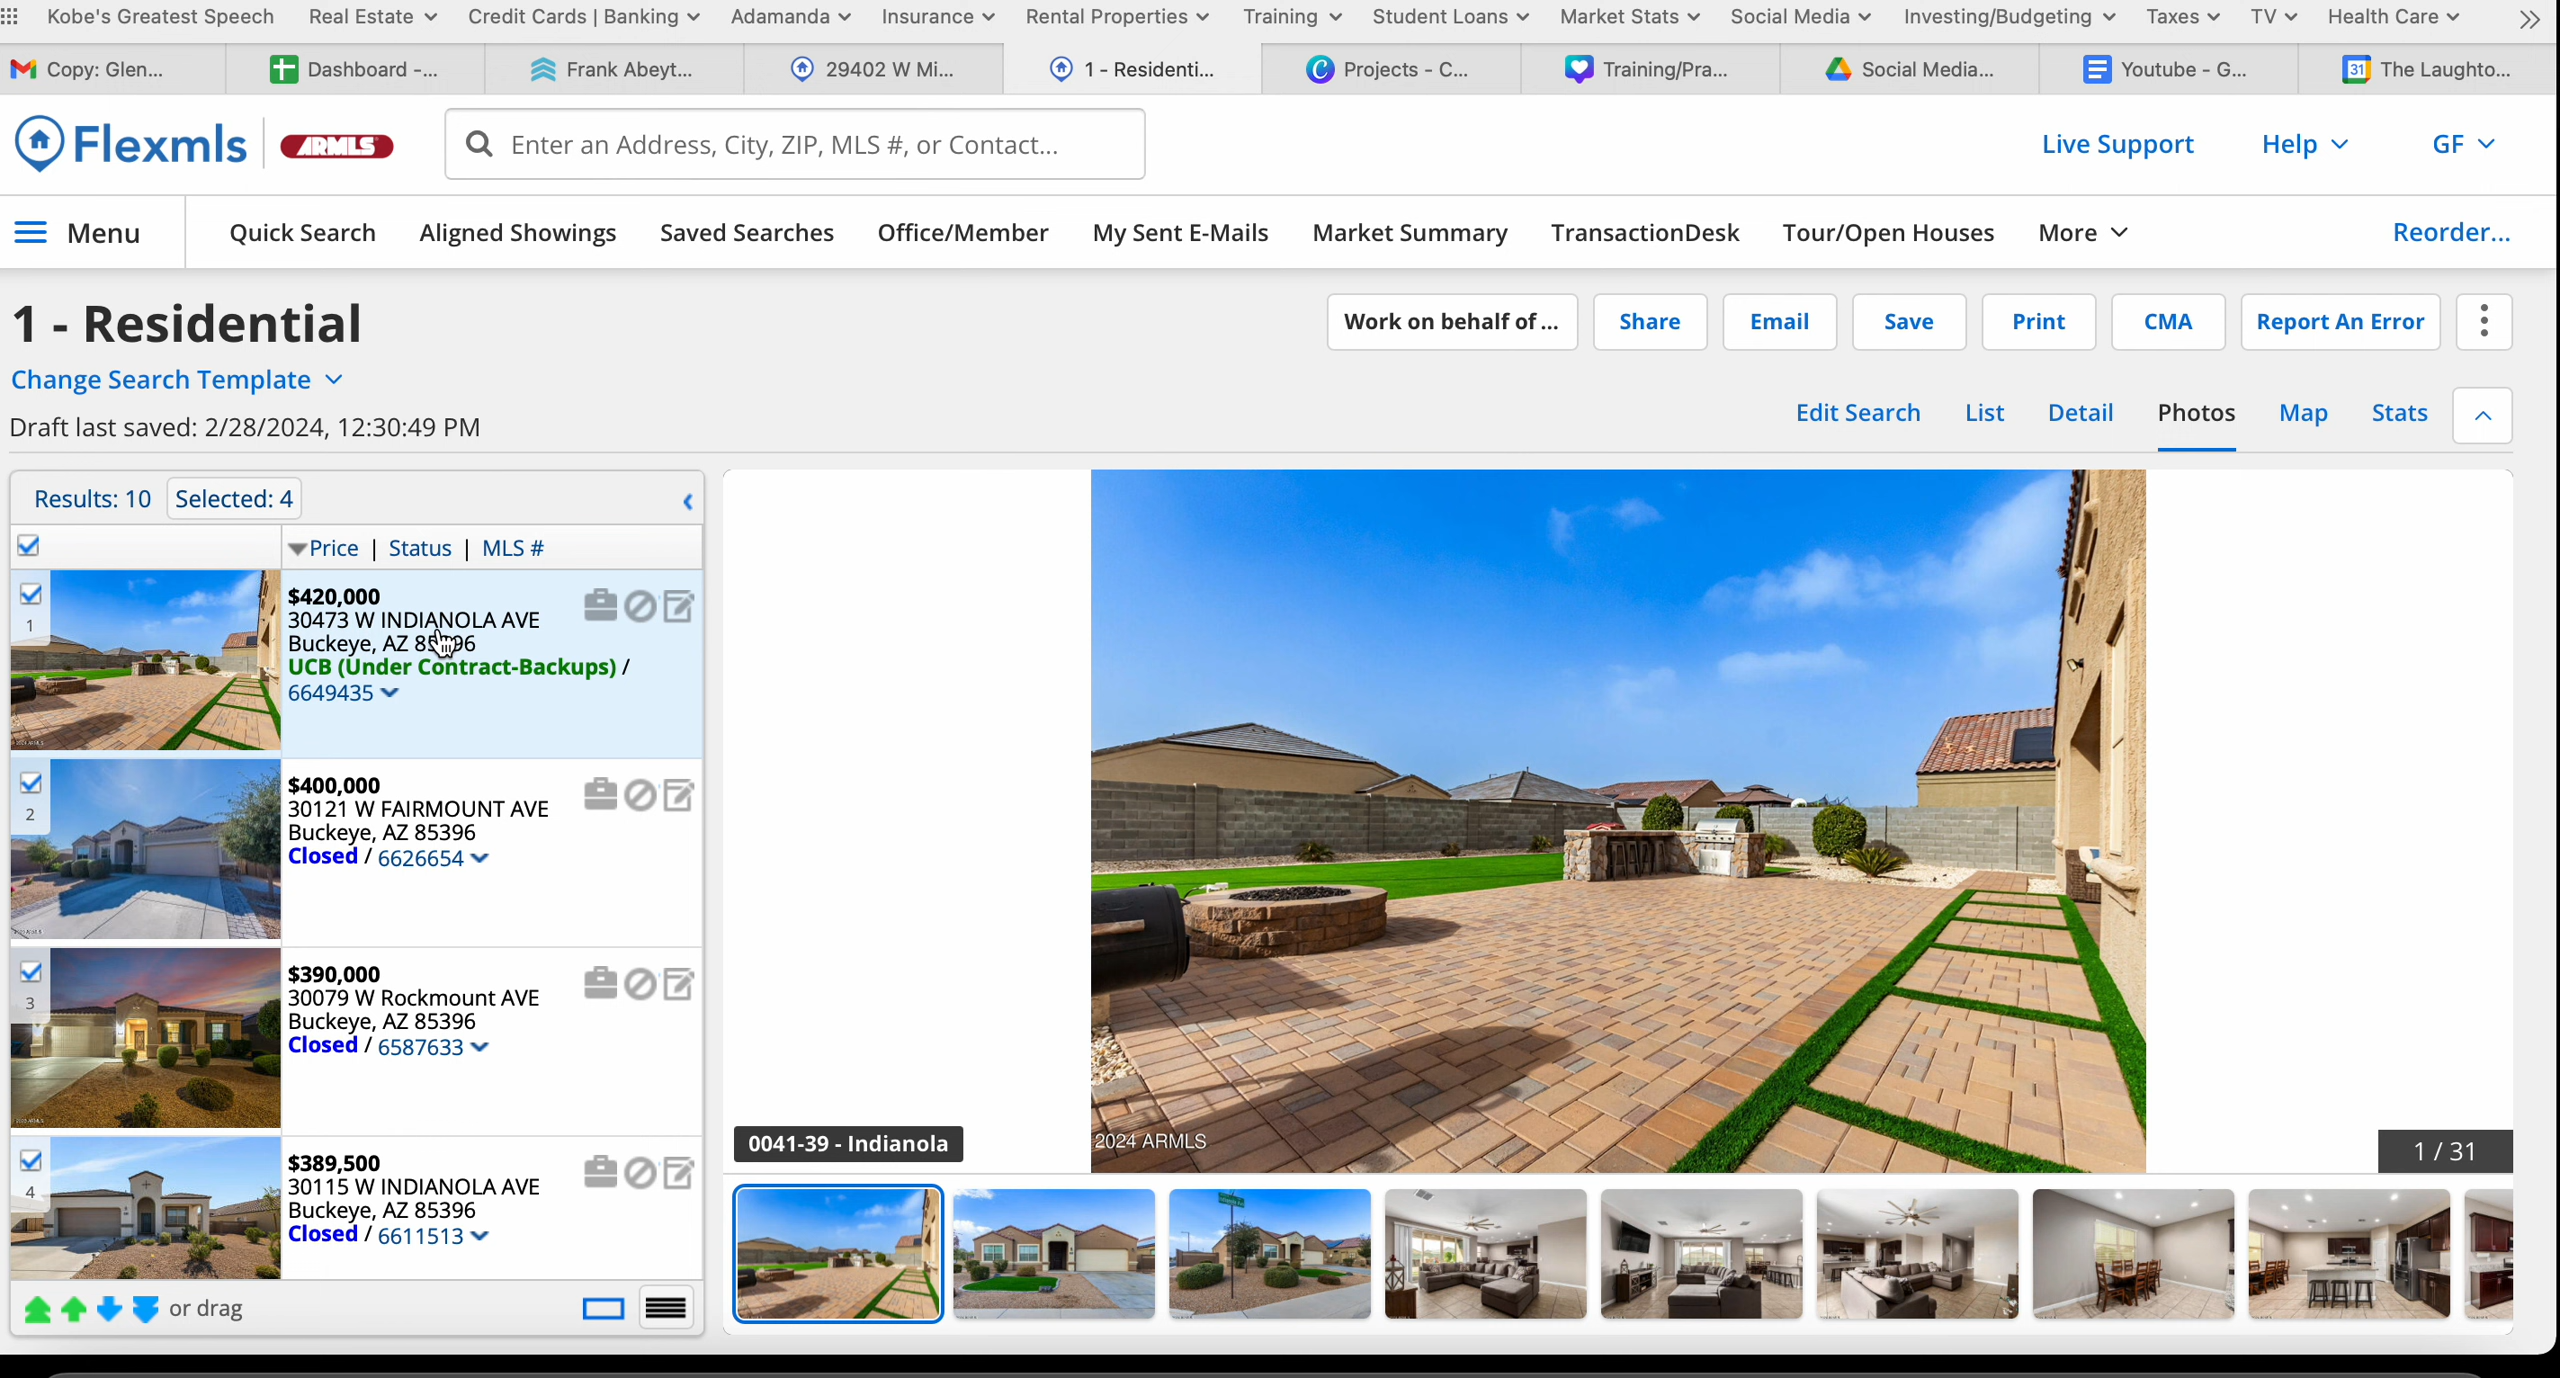 Kobe's Greatest Speech Real Estate Credit Cards | Banking Adamanda Insurance Rental Properties Training Student Loans Market Stats Social Media Investing/Budgeting Taxes TV Health Care
Copy: Glen... Dashboard -... Frank Abeyt... 29402 W Mi... 1 - Residenti... Projects - C... Training/Pra... Social Media... Youtube - G... 31 The Laughto...
Flexmls ARMLS Enter an Address, City, ZIP, MLS #, or Contact... Live Support Help GF
Menu Quick Search Aligned Showings Saved Searches Office/Member My Sent E-Mails Market Summary TransactionDesk Tour/Open Houses More Reorder...
1 - Residential
Work on behalf of ... Share Email Save Print CMA Report An Error
Change Search Template
Draft last saved: 2/28/2024, 12:30:49 PM
Edit Search List Detail Photos Map Stats
Results: 10 Selected: 4
Price | Status | MLS #
1
$420,000
30473 W INDIANOLA AVE
Buckeye, AZ 85396
UCB (Under Contract-Backups) /
6649435
2
$400,000
30121 W FAIRMOUNT AVE
Buckeye, AZ 85396
Closed / 6626654
3
$390,000
30079 W Rockmount AVE
Buckeye, AZ 85396
Closed / 6587633
4
$389,500
30115 W INDIANOLA AVE
Buckeye, AZ 85396
Closed / 6611513
or drag
0041-39 - Indianola
2024 ARMLS
1 / 31